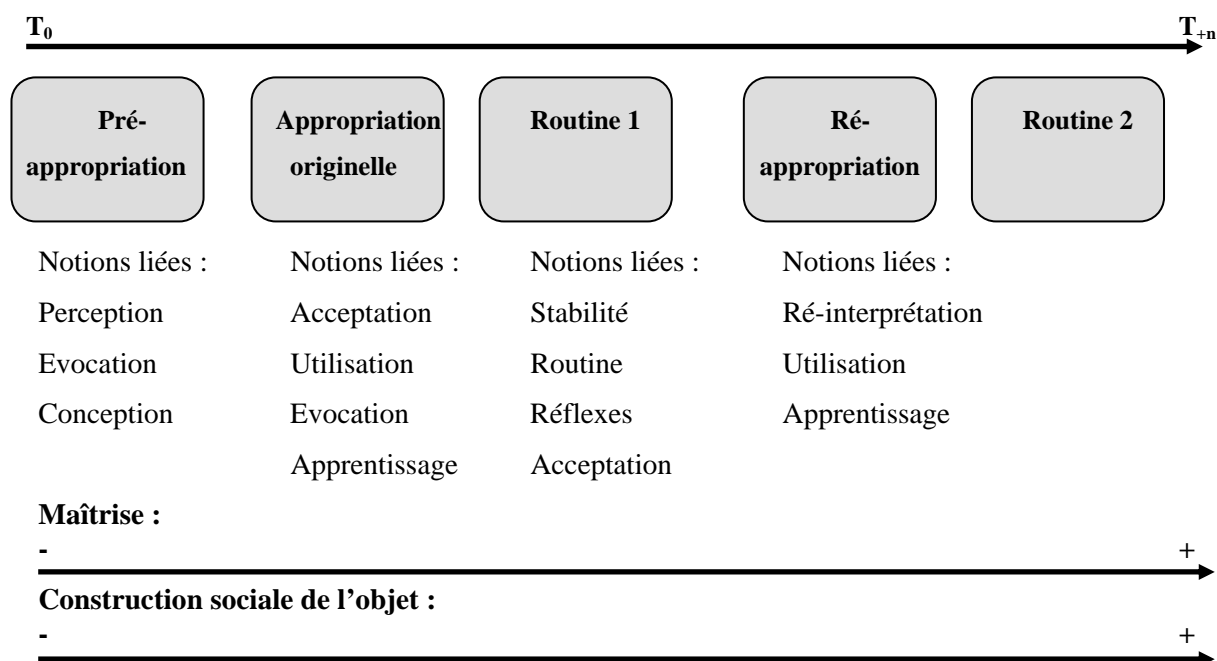 T0 T+n
Pré-
appropriation
Appropriation
originelle
Routine 1
Ré-
appropriation
Routine 2
Notions liées :
Perception
Evocation
Conception
Notions liées :
Acceptation
Utilisation
Evocation
Apprentissage
Notions liées :
Stabilité
Routine
Réflexes
Acceptation
Notions liées :
Ré-interprétation
Utilisation
Apprentissage
Maîtrise :
- +
Construction sociale de l’objet :
- +